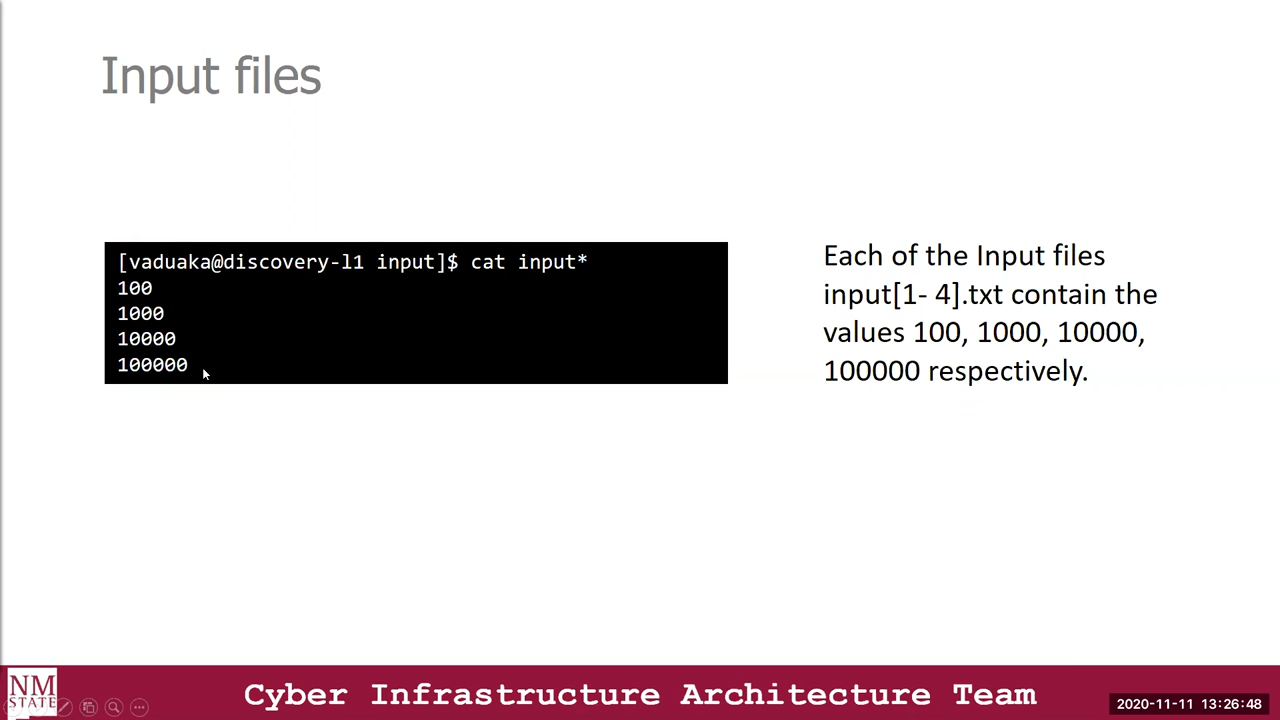 Input files
[vaduaka@discovery-l1 input]$ cat input*
100
1000
10000
100000
Each of the Input files
input[1- 4].txt contain the
values 100, 1000, 10000,
100000 respectively.
NM
STATE
Cyber Infrastructure Architecture Team
2020-11-11 13:26:48